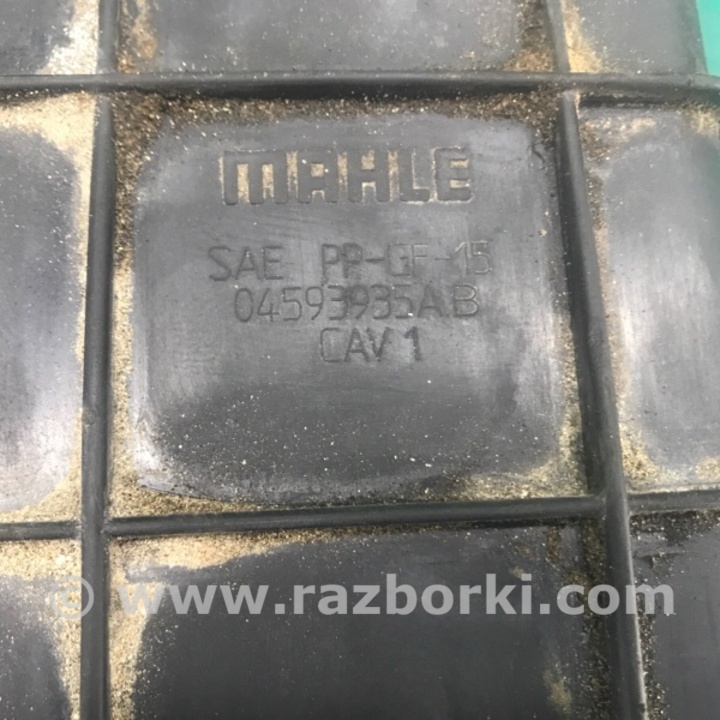 MAHLE
SAE PP-GF-15
04593935AB
CAV 1
© www.razborki.com